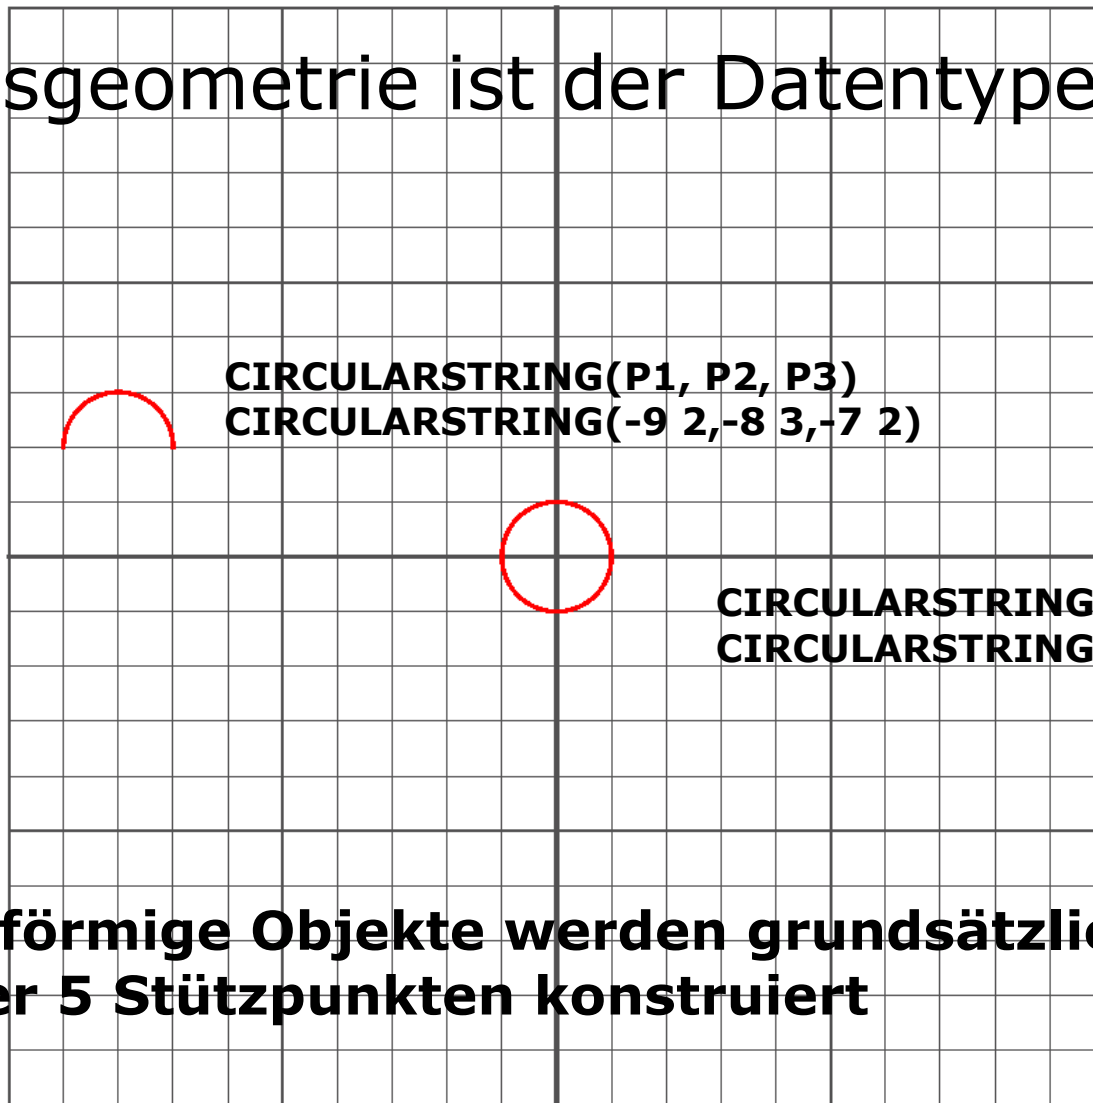 sgeometrie ist der Datentype
CIRCULARSTRING(P1, P2, P3)
CIRCULARSTRING(-9 2,-8 3,-7 2)
CIRCULARSTRING
CIRCULARSTRING
förmige Objekte werden grundsätzlic
er 5 Stützpunkten konstruiert